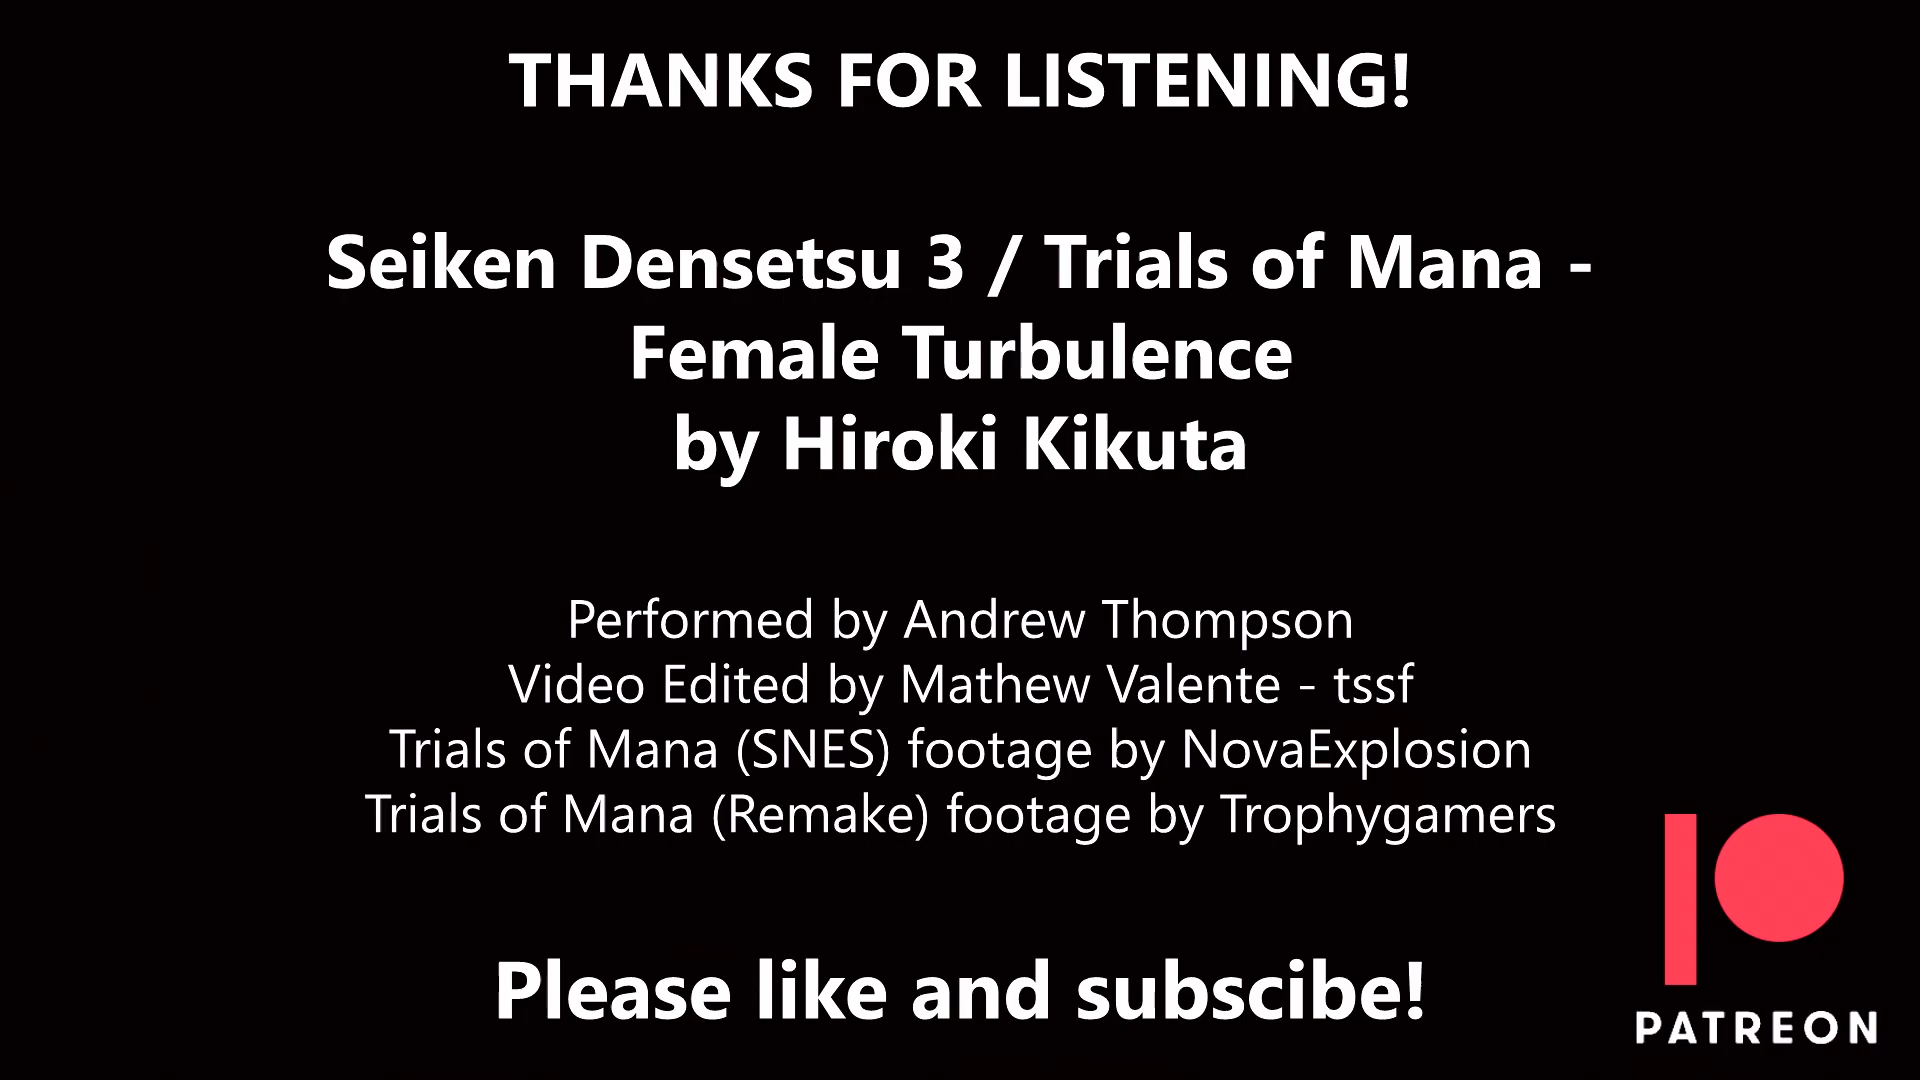 THANKS FOR LISTENING!
Seiken Densetsu 3 / Trials of Mana -
Female Turbulence
by Hiroki Kikuta
Performed by Andrew Thompson
Video Edited by Mathew Valente - tssf
Trials of Mana (SNES) footage by NovaExplosion
Trials of Mana (Remake) footage by Trophygamers
Please like and subscibe!
PATREON